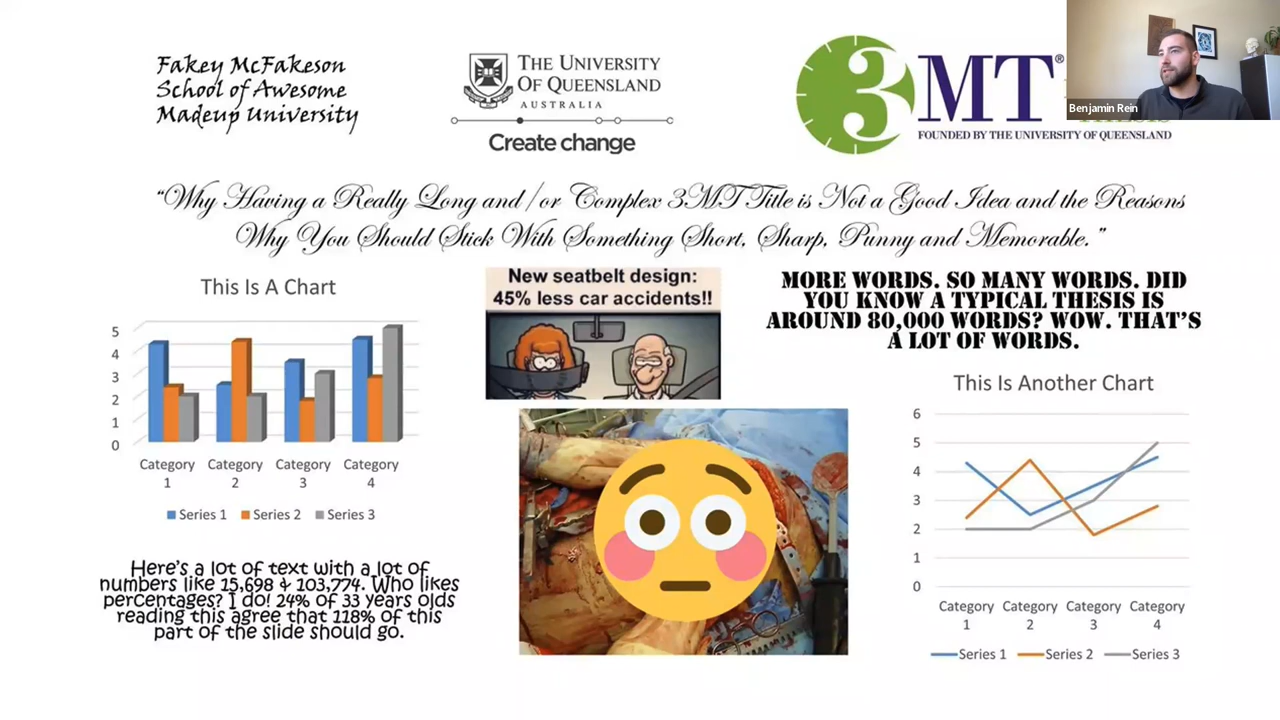 Fakey McFakeson
School of Awesome
Madeup University
THE UNIVERSITY
OF QUEENSLAND
AUSTRALIA
Create change
3MT®
FOUNDED BY THE UNIVERSITY OF QUEENSLAND
Benjamin Rein
"Why Having a Really Long and/or Complex 3MT Title is Not a Good Idea and the Reasons
Why You Should Stick With Something Short, Sharp, Punny and Memorable."
This Is A Chart
5
4
3
2
1
0
Category 1
Category 2
Category 3
Category 4
Series 1 Series 2 Series 3
New seatbelt design:
45% less car accidents!!
MORE WORDS. SO MANY WORDS. DID
YOU KNOW A TYPICAL THESIS IS
AROUND 80,000 WORDS? WOW. THAT'S
A LOT OF WORDS.
This Is Another Chart
6
5
4
3
2
1
0
Category 1
Category 2
Category 3
Category 4
Series 1 Series 2 Series 3
Here's a lot of text with a lot of
numbers like 15,698 & 103,774. Who likes
percentages? I do! 24% of 33 years olds
reading this agree that 118% of this
part of the slide should go.